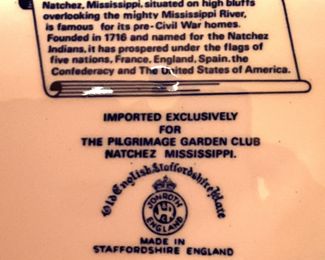 Natchez, Mississippi, situated on high bluffs
overlooking the mighty Mississippi River,
is famous for its pre-Civil War homes.
Founded in 1716 and named for the Natchez
Indians, it has prospered under the flags of
five nations, France, England, Spain, the
Confederacy and The United States of America.
IMPORTED EXCLUSIVELY
FOR
THE PILGRIMAGE GARDEN CLUB
NATCHEZ MISSISSIPPI.
Old English Staffordshire Plate
JONROTH
ENGLAND
MADE IN
STAFFORDSHIRE ENGLAND